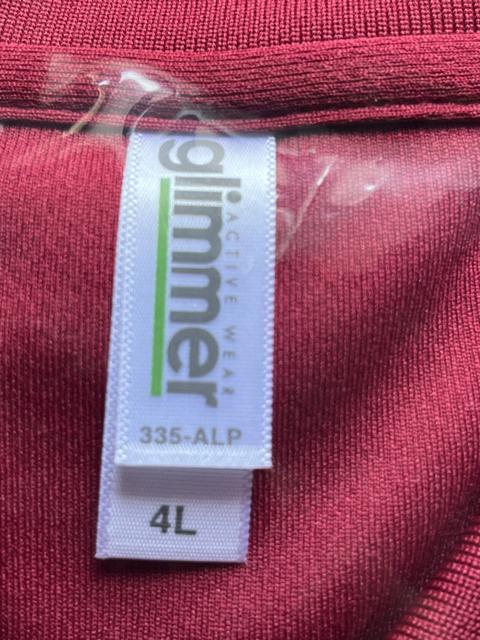 glimmer
ACTIVE WEAR
335-ALP
4L